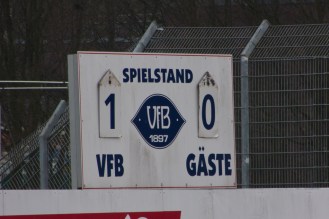 SPIELSTAND
1 0
VfB
1897
VFB GÄSTE